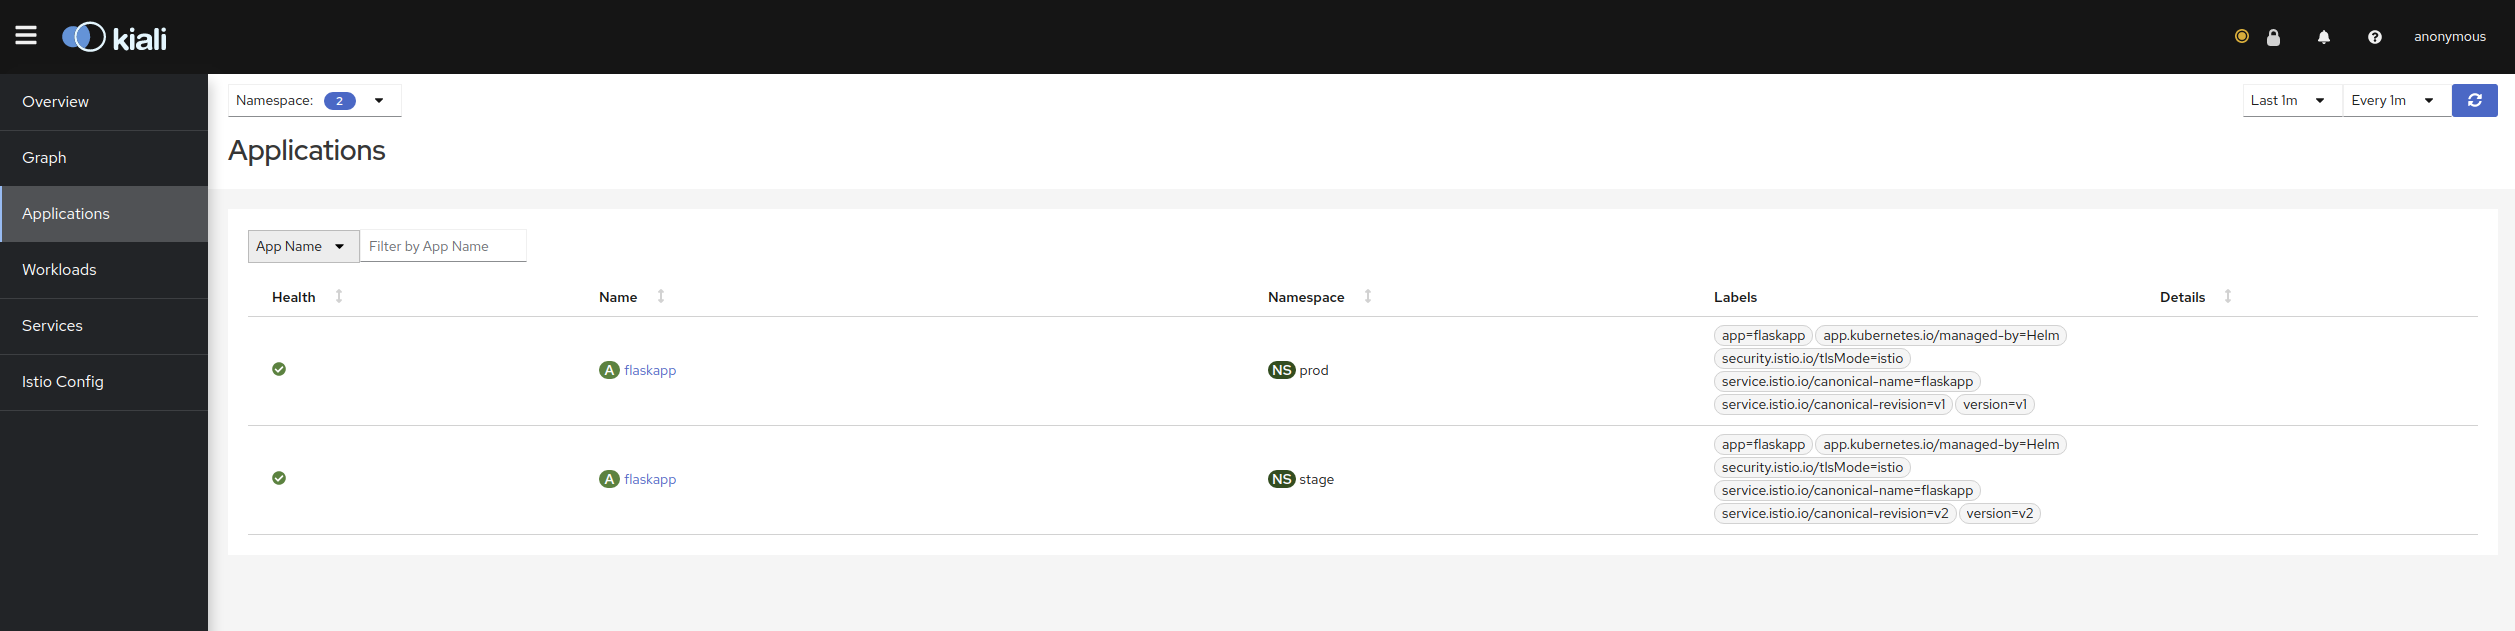 kiali
anonymous
Overview
Graph
Applications
Workloads
Services
Istio Config
Namespace: 2
Last 1m Every 1m
Applications
App Name Filter by App Name
Health Name Namespace Labels Details
A flaskapp NS prod
app=flaskapp app.kubernetes.io/managed-by=Helm
security.istio.io/tlsMode=istio
service.istio.io/canonical-name=flaskapp
service.istio.io/canonical-revision=v1 version=v1
A flaskapp NS stage
app=flaskapp app.kubernetes.io/managed-by=Helm
security.istio.io/tlsMode=istio
service.istio.io/canonical-name=flaskapp
service.istio.io/canonical-revision=v2 version=v2